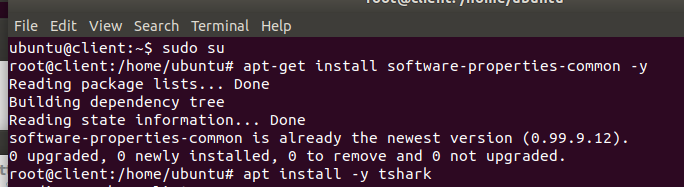 root@client: /home/ubuntu
File Edit View Search Terminal Help
ubuntu@client:~$ sudo su
root@client:/home/ubuntu# apt-get install software-properties-common -y
Reading package lists... Done
Building dependency tree
Reading state information... Done
software-properties-common is already the newest version (0.99.9.12).
0 upgraded, 0 newly installed, 0 to remove and 0 not upgraded.
root@client:/home/ubuntu# apt install -y tshark